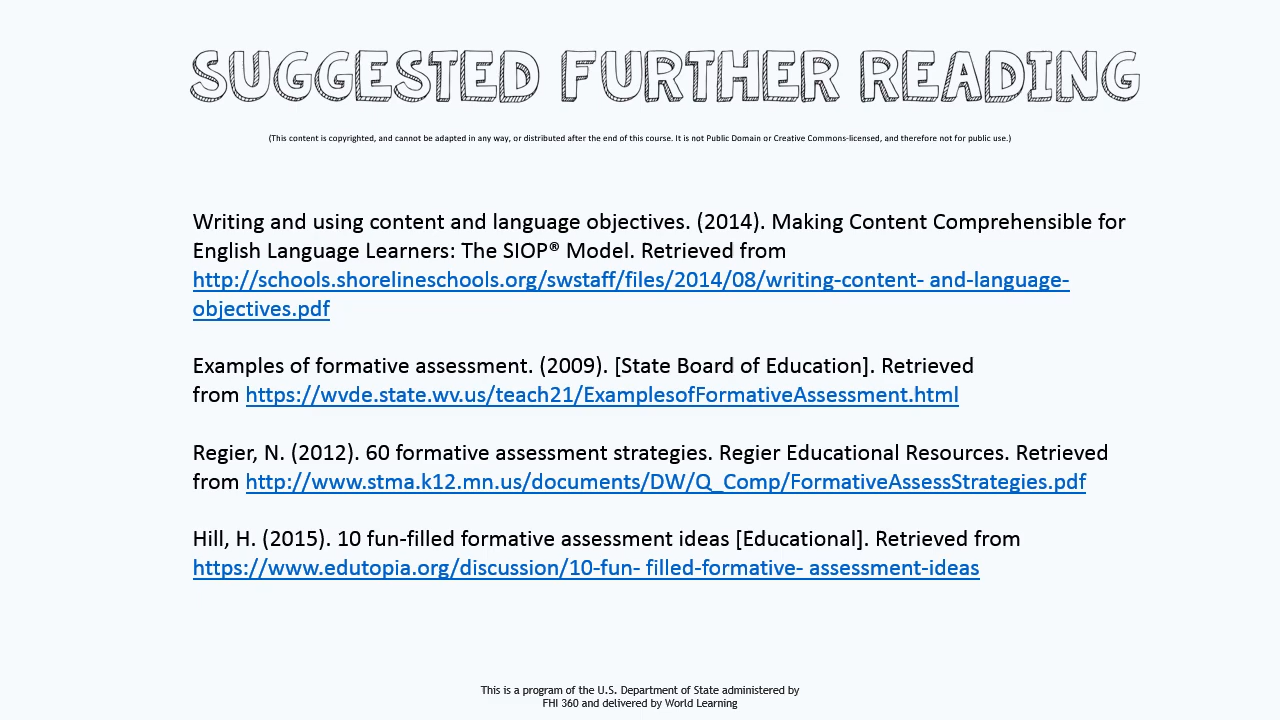 SUGGESTED FURTHER READING
(This content is copyrighted, and cannot be adapted in any way, or distributed after the end of this course. It is not Public Domain or Creative Commons-licensed, and therefore not for public use.)
Writing and using content and language objectives. (2014). Making Content Comprehensible for
English Language Learners: The SIOP® Model. Retrieved from
http://schools.shorelineschools.org/swstaff/files/2014/08/writing-content- and-language-
objectives.pdf
Examples of formative assessment. (2009). [State Board of Education]. Retrieved
from https://wvde.state.wv.us/teach21/ExamplesofFormativeAssessment.html
Regier, N. (2012). 60 formative assessment strategies. Regier Educational Resources. Retrieved
from http://www.stma.k12.mn.us/documents/DW/Q_Comp/FormativeAssessStrategies.pdf
Hill, H. (2015). 10 fun-filled formative assessment ideas [Educational]. Retrieved from
https://www.edutopia.org/discussion/10-fun- filled-formative- assessment-ideas
This is a program of the U.S. Department of State administered by
FHI 360 and delivered by World Learning